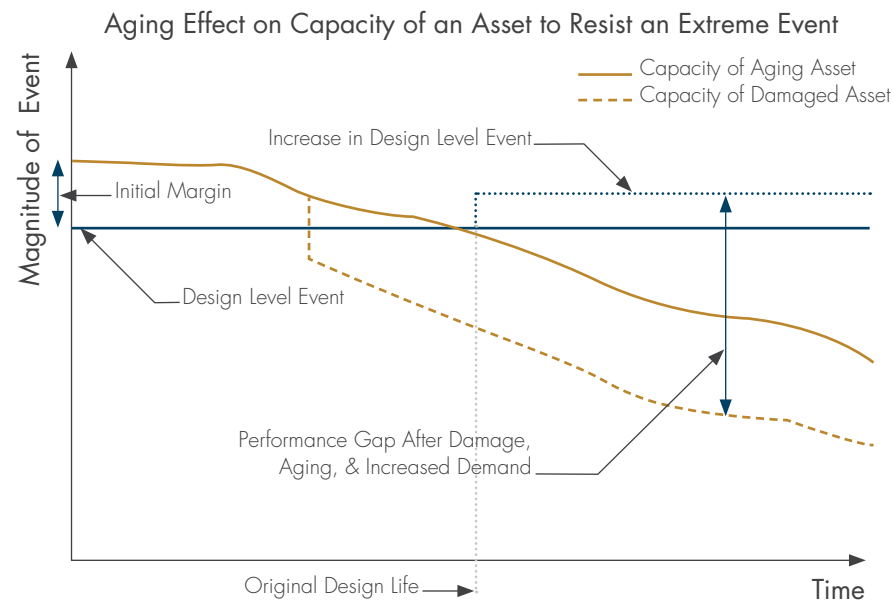 Aging Effect on Capacity of an Asset to Resist an Extreme Event
Capacity of Aging Asset
Capacity of Damaged Asset
Magnitude of Event
Increase in Design Level Event
Initial Margin
Design Level Event
Performance Gap After Damage,
Aging, & Increased Demand
Original Design Life
Time